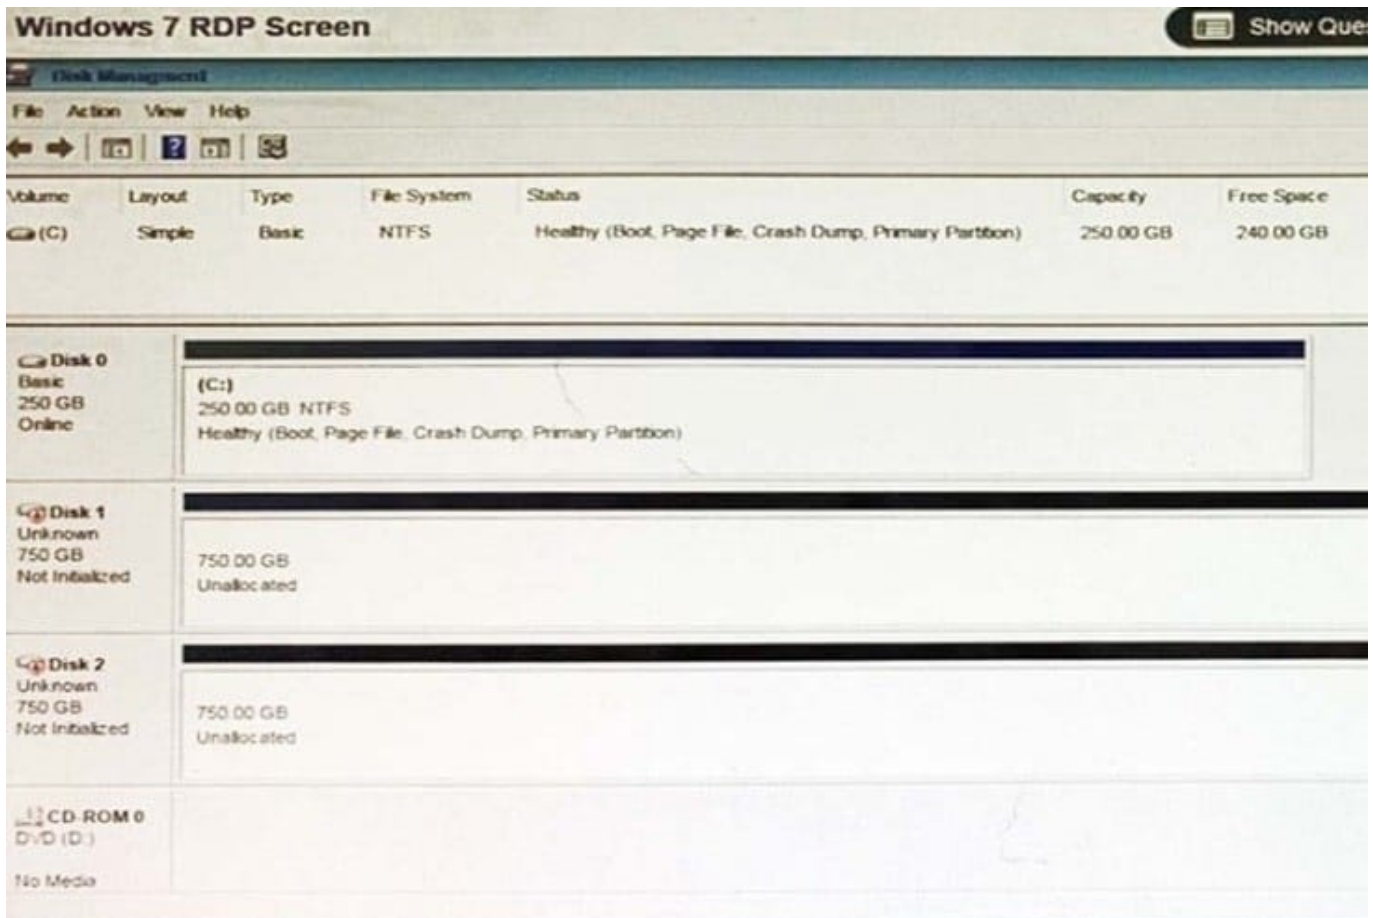 Windows 7 RDP Screen
Show Que
Disk Managment
File Action View Help
Volume Layout Type File System Status Capacity Free Space
(C) Simple Basic NTFS Healthy (Boot, Page File, Crash Dump, Primary Partition) 250.00 GB 240.00 GB
Disk 0
Basic
250 GB
Online
(C:)
250.00 GB NTFS
Healthy (Boot, Page File, Crash Dump, Primary Partition)
Disk 1
Unknown
750 GB
Not Initialized
750.00 GB
Unallocated
Disk 2
Unknown
750 GB
Not Initialized
750.00 GB
Unallocated
CD-ROM 0
DVD (D:)
No Media